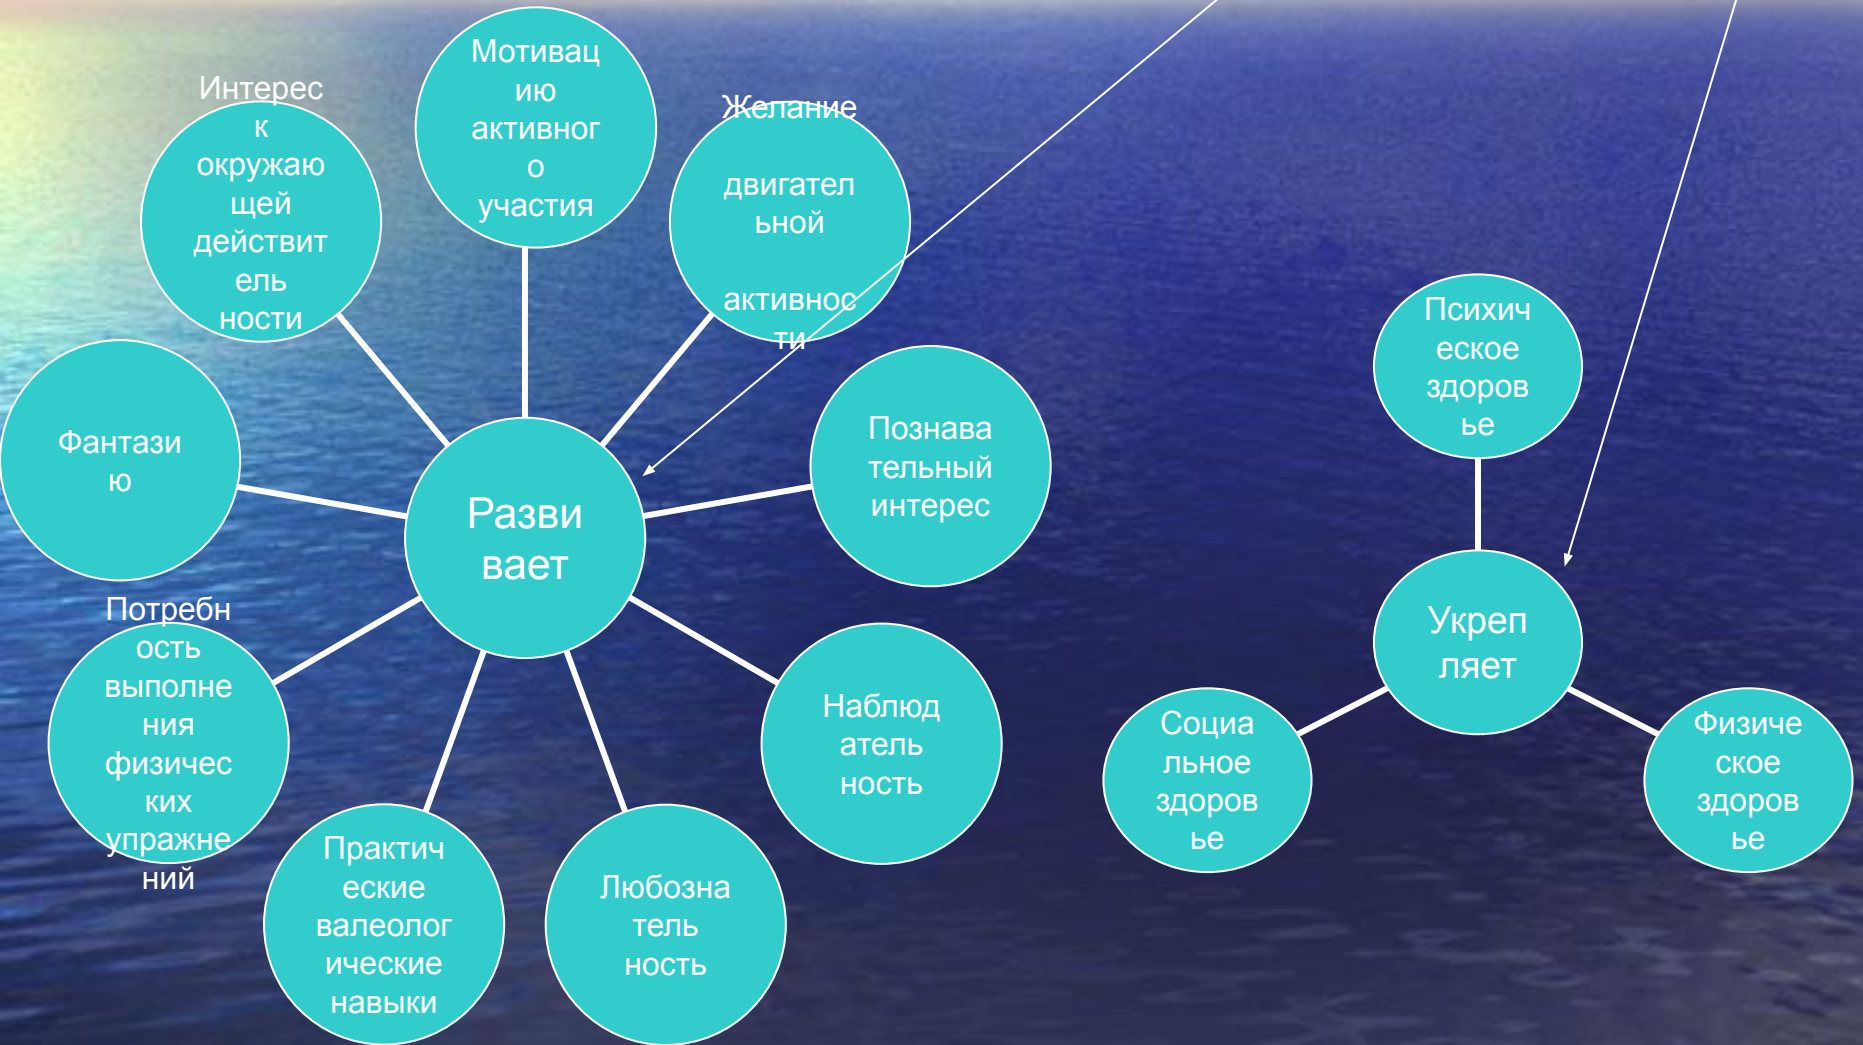 Мотивац
ию
активног
о
участия
Желание
двигател
ьной
активнос
ти
Познава
тельный
интерес
Наблюд
атель
ность
Любозна
тель
ность
Практич
еские
валеолог
ические
навыки
Потребн
ость
выполне
ния
физичес
ких
упражне
ний
Фантази
ю
Интерес
к
окружаю
щей
действит
ель
ности
Разви
вает
Психич
еское
здоров
ье
Укреп
ляет
Социа
льное
здоров
ье
Физиче
ское
здоров
ье